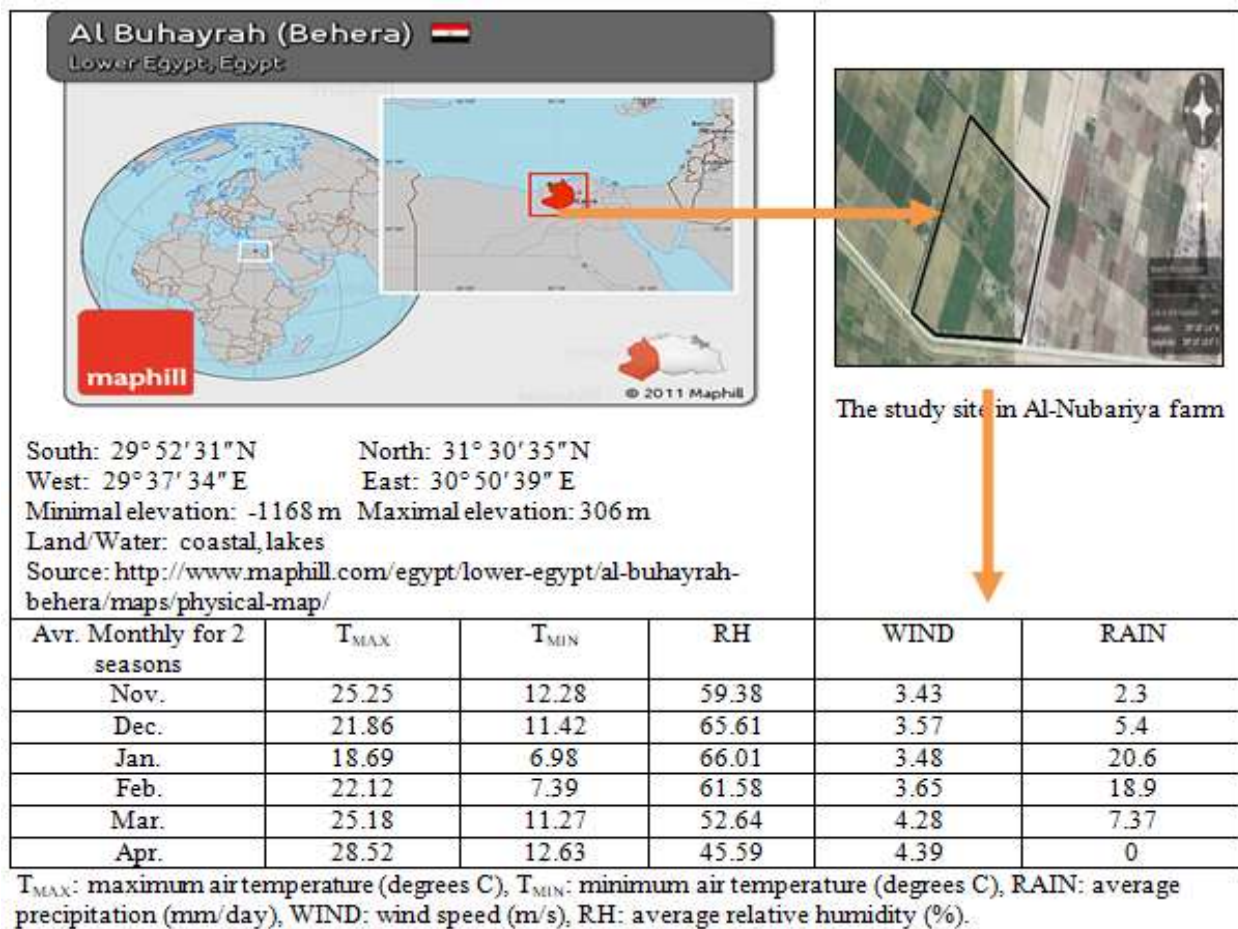 Al Buhayrah (Behera)
Lower Egypt, Egypt
maphill
© 2011 Maphill
The study site in Al-Nubariya farm
South: 29° 52′ 31″ N North: 31° 30′ 35″ N
West: 29° 37′ 34″ E East: 30° 50′ 39″ E
Minimal elevation: -1168 m Maximal elevation: 306 m
Land/Water: coastal, lakes
Source: http://www.maphill.com/egypt/lower-egypt/al-buhayrah-
behera/maps/physical-map/
Avr. Monthly for 2 seasons TMAX TMIN RH WIND RAIN
Nov. 25.25 12.28 59.38 3.43 2.3
Dec. 21.86 11.42 65.61 3.57 5.4
Jan. 18.69 6.98 66.01 3.48 20.6
Feb. 22.12 7.39 61.58 3.65 18.9
Mar. 25.18 11.27 52.64 4.28 7.37
Apr. 28.52 12.63 45.59 4.39 0
TMAX: maximum air temperature (degrees C), TMIN: minimum air temperature (degrees C), RAIN: average
precipitation (mm/day), WIND: wind speed (m/s), RH: average relative humidity (%).